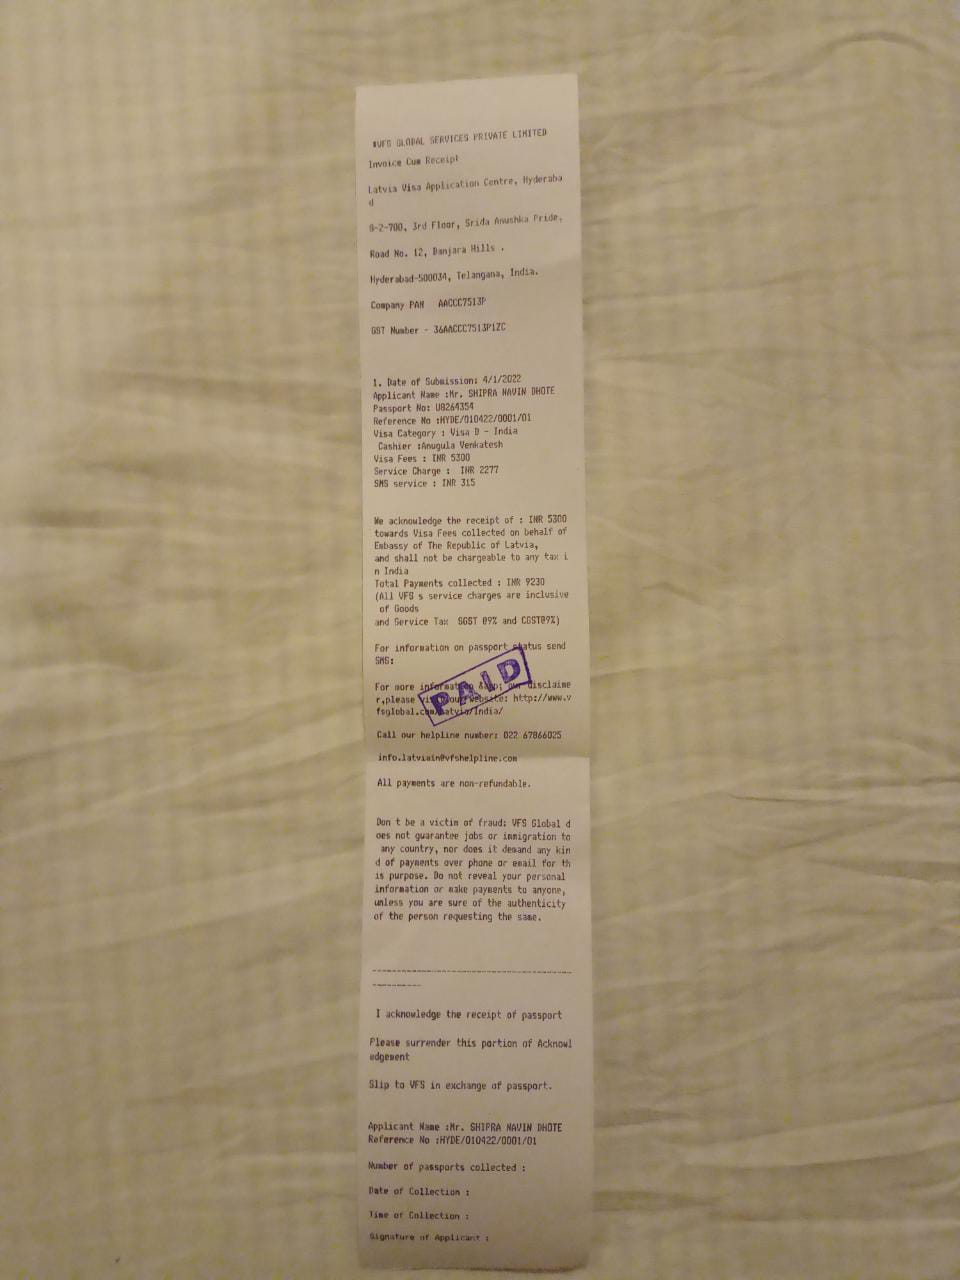 #VFS GLOBAL SERVICES PRIVATE LIMITED
Invoice Cum Receipt
Latvia Visa Application Centre, Hyderaba
d
8-2-700, 3rd Floor, Srida Anushka Pride,
Road No. 12, Banjara Hills .
Hyderabad-500034, Telangana, India.
Company PAN AACCC7513P
GST Number - 36AACCC7513P1ZC
1. Date of Submission: 4/1/2022
Applicant Name :Mr. SHIPRA NAVIN DHOTE
Passport No: U8264354
Reference No :HYDE/010422/0001/01
Visa Category : Visa D - India
Cashier :Anugula Venkatesh
Visa Fees : INR 5300
Service Charge : INR 2277
SMS service : INR 315
We acknowledge the receipt of : INR 5300
towards Visa Fees collected on behalf of
Embassy of The Republic of Latvia,
and shall not be chargeable to any tax i
n India
Total Payments collected : INR 9230
(All VFS s service charges are inclusive
of Goods
and Service Tax SGST @9% and CGST@9%)
For information on passport status send
SMS:
PAID
For more information &amp; our disclaime
r,please visit our website: http://www.v
fsglobal.com/latvia/India/
Call our helpline number: 022 67866025
info.latviain@vfshelpline.com
All payments are non-refundable.
Don t be a victim of fraud: VFS Global d
oes not guarantee jobs or immigration to
any country, nor does it demand any kin
d of payments over phone or email for th
is purpose. Do not reveal your personal
information or make payments to anyone,
unless you are sure of the authenticity
of the person requesting the same.
----------------------------------------
----------
I acknowledge the receipt of passport
Please surrender this portion of Acknowl
edgement
Slip to VFS in exchange of passport.
Applicant Name :Mr. SHIPRA NAVIN DHOTE
Reference No :HYDE/010422/0001/01
Number of passports collected :
Date of Collection :
Time of Collection :
Signature of Applicant :